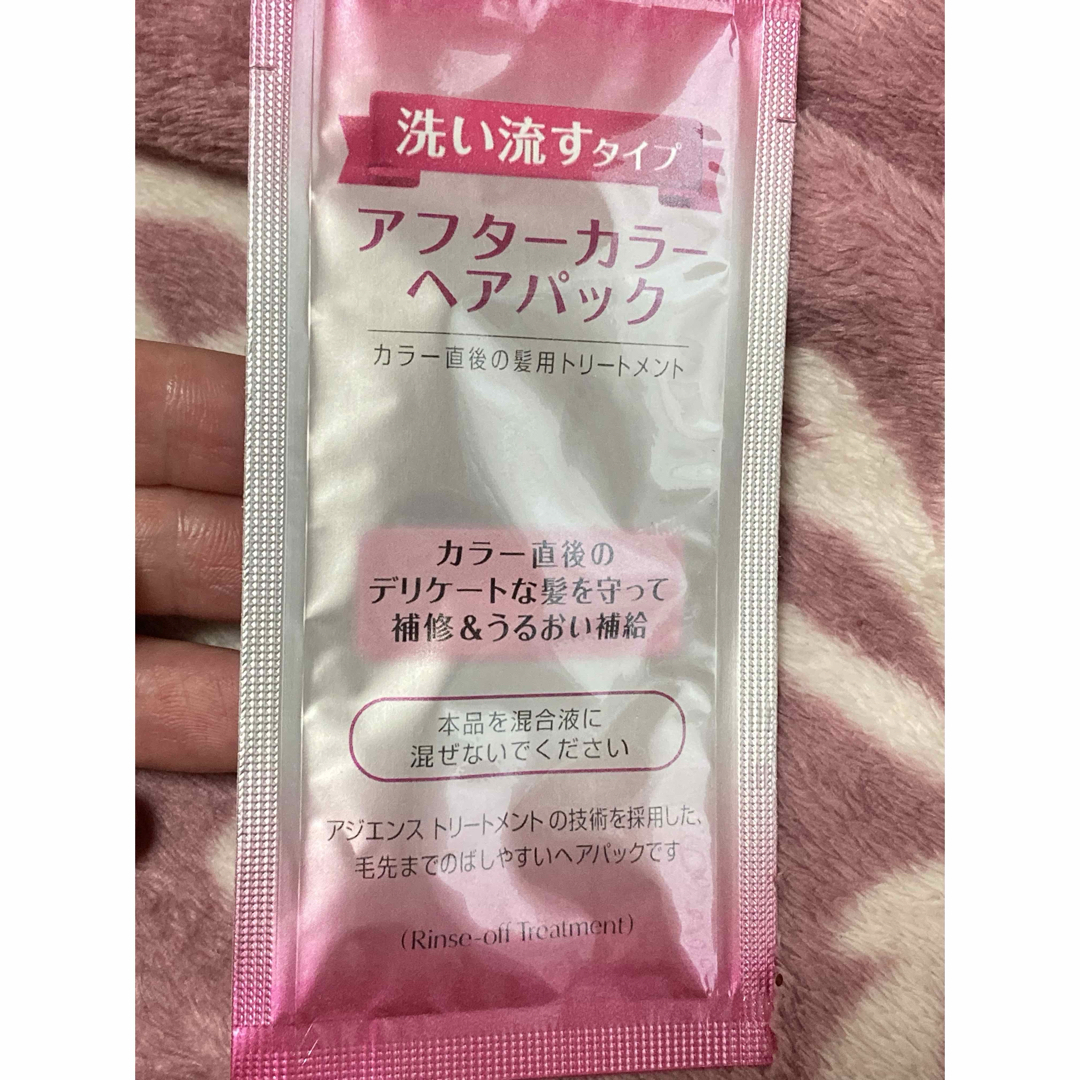 洗い流すタイプ
アフターカラー
ヘアパック
カラー直後の髪用トリートメント
カラー直後の
デリケートな髪を守って
補修&うるおい補給
本品を混合液に
混ぜないでください
アジエンス トリートメント の技術を採用した、
毛先までのばしやすいヘアパックです
(Rinse-off Treatment)